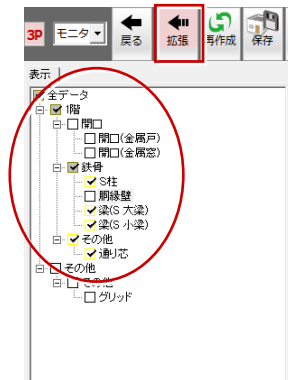 3P モニタ 戻る 拡張 再作成 保存
表示
全データ
1階
開口
開口(金属戸)
開口(金属窓)
鉄骨
S柱
胴縁壁
梁(S 大梁)
梁(S 小梁)
その他
通り芯
その他
その他
グリッド